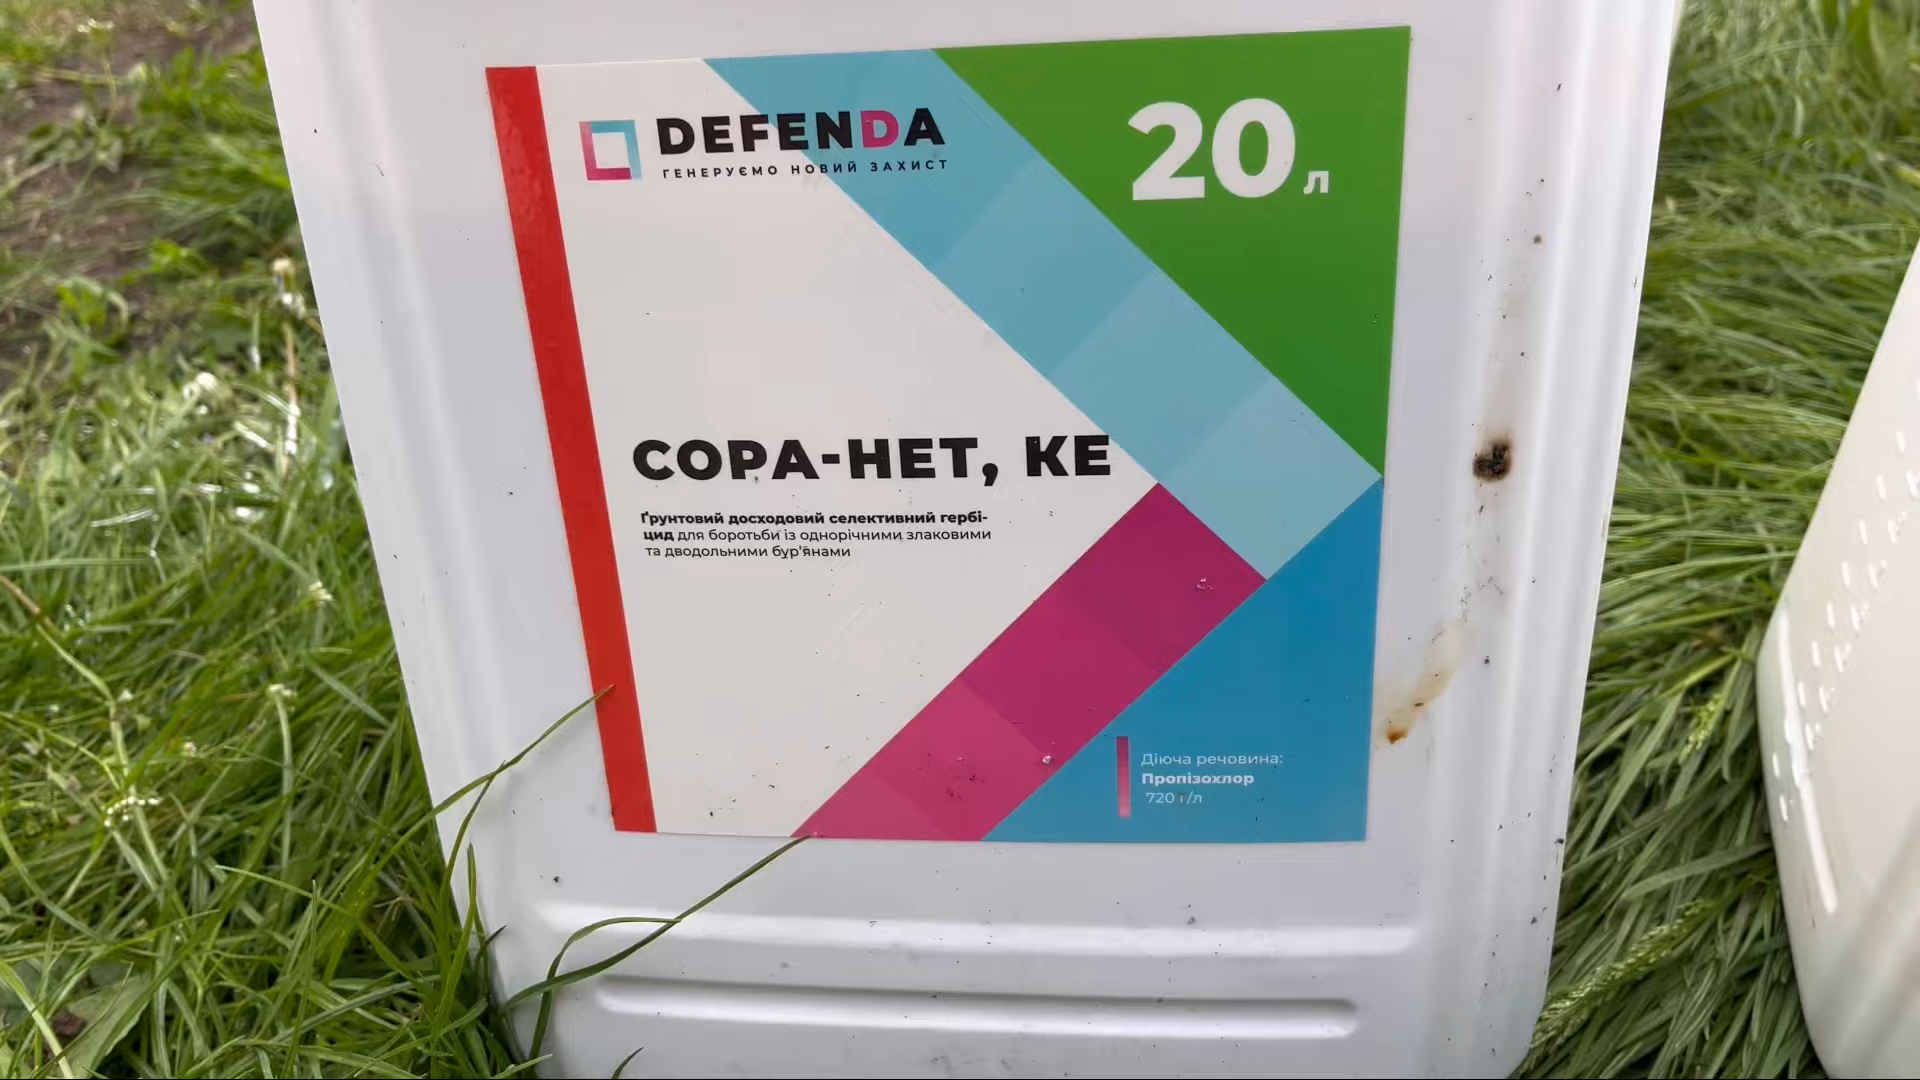 DEFENDA
ГЕНЕРУЄМО НОВИЙ ЗАХИСТ
20 л
СОРА-НЕТ, КЕ
Ґрунтовий досходовий селективний гербі-
цид для боротьби із однорічними злаковими
та дводольними бур'янами
Діюча речовина:
Пропізохлор
720 г/л